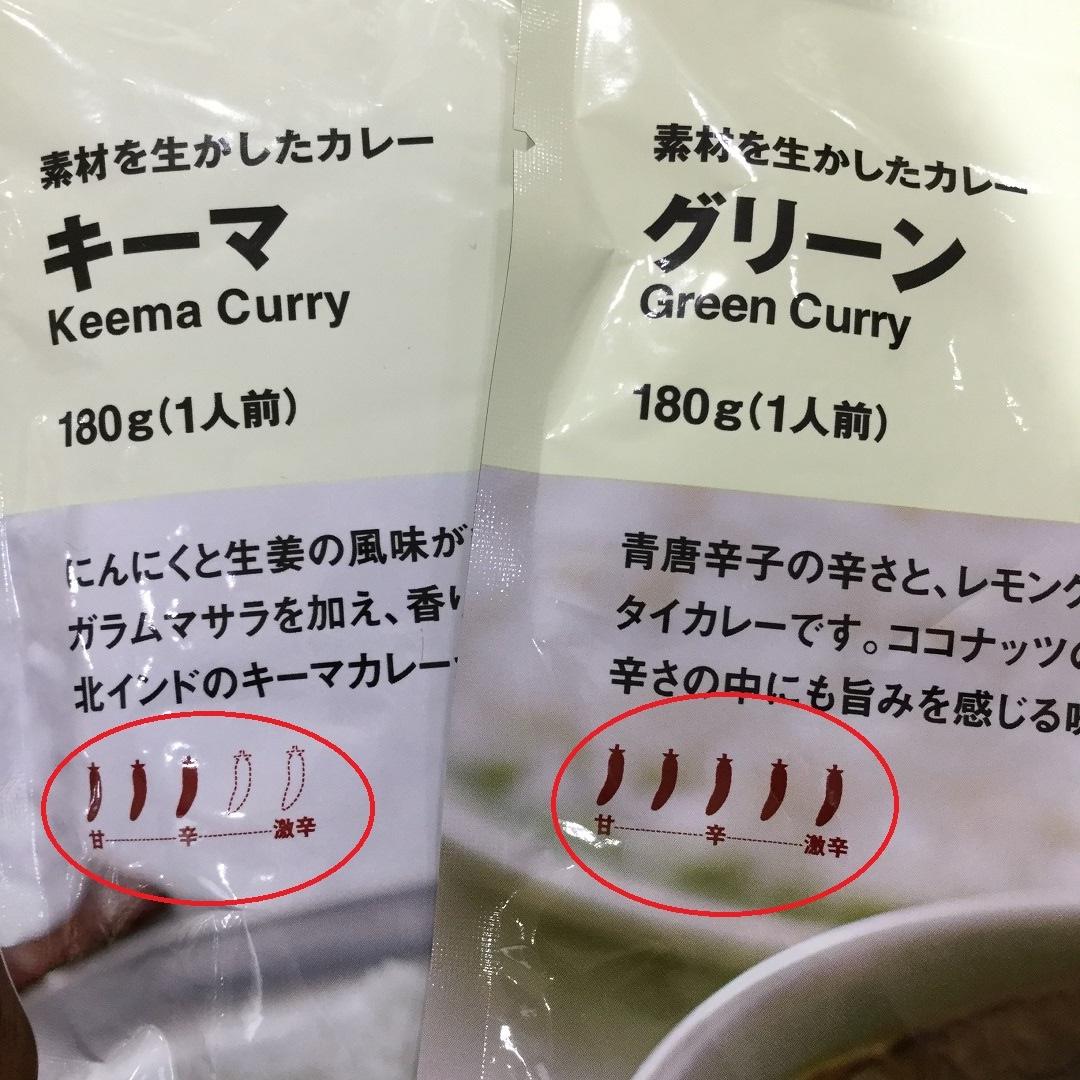 素材を生かしたカレー
キーマ
Keema Curry
180g(1人前)
にんにくと生姜の風味が
ガラムマサラを加え、香り
北インドのキーマカレー
甘 辛 激辛
素材を生かしたカレー
グリーン
Green Curry
180g(1人前)
青唐辛子の辛さと、レモング
タイカレーです。ココナッツの
辛さの中にも旨みを感じる味
甘 辛 激辛